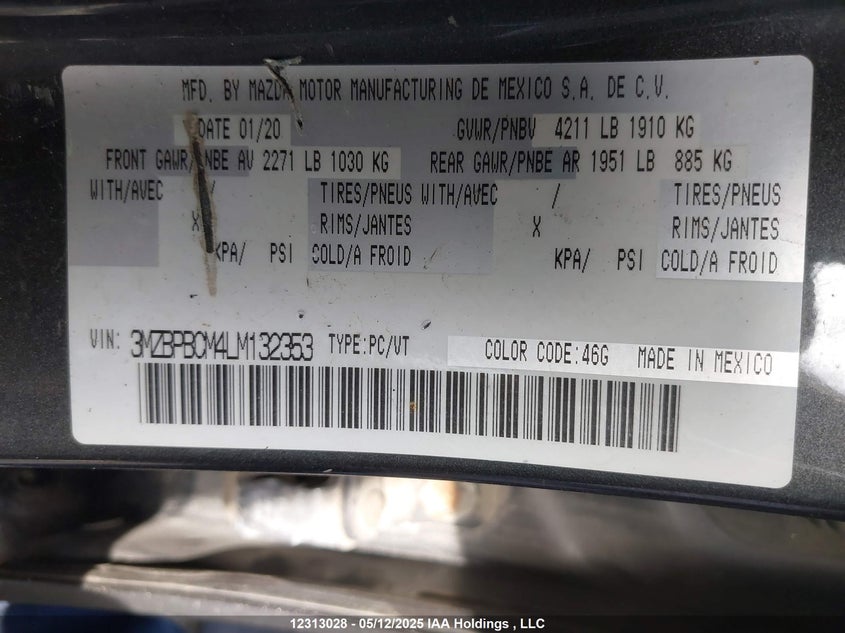 MFD. BY MAZDA MOTOR MANUFACTURING DE MEXICO S.A. DE C.V.
DATE 01/20 GVWR/PNBV 4211 LB 1910 KG
FRONT GAWR/PNBE AV 2271 LB 1030 KG REAR GAWR/PNBE AR 1951 LB 885 KG
WITH/AVEC / TIRES/PNEUS WITH/AVEC / TIRES/PNEUS
X RIMS/JANTES X RIMS/JANTES
KPA/ PSI COLD/A FROID KPA/ PSI COLD/A FROID
VIN: 3MZBPBCM4LM132353 TYPE:PC/VT COLOR CODE:46G MADE IN MEXICO
12313028 - 05/12/2025 IAA Holdings , LLC